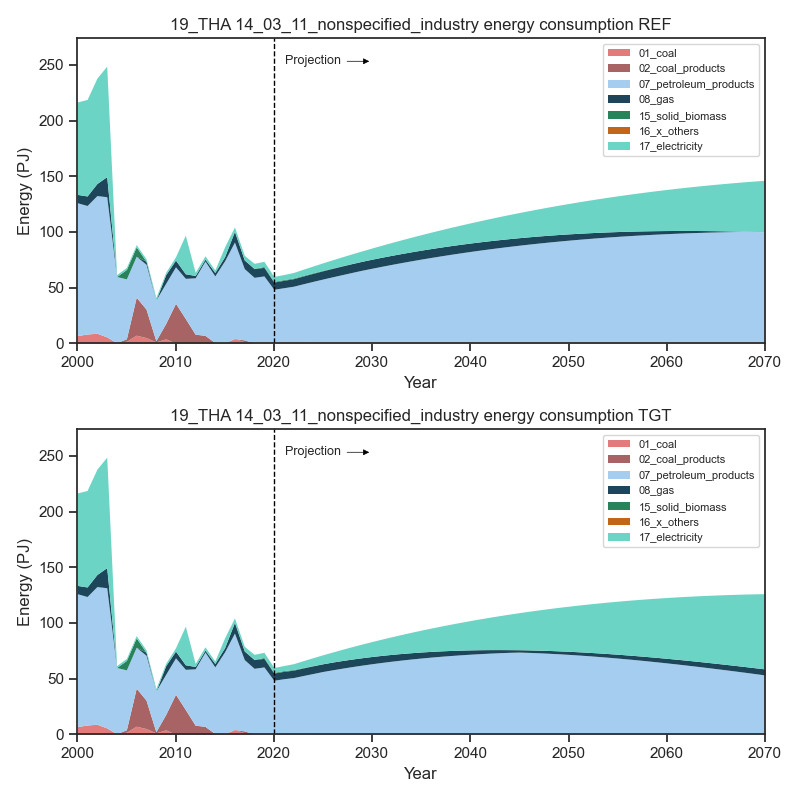 19_THA 14_03_11_nonspecified_industry energy consumption REF
250
200
150
100
50
0
Energy (PJ)
Projection
01_coal
02_coal_products
07_petroleum_products
08_gas
15_solid_biomass
16_x_others
17_electricity
2000 2010 2020 2030 2040 2050 2060 2070
Year
19_THA 14_03_11_nonspecified_industry energy consumption TGT
250
200
150
100
50
0
Energy (PJ)
Projection
01_coal
02_coal_products
07_petroleum_products
08_gas
15_solid_biomass
16_x_others
17_electricity
2000 2010 2020 2030 2040 2050 2060 2070
Year